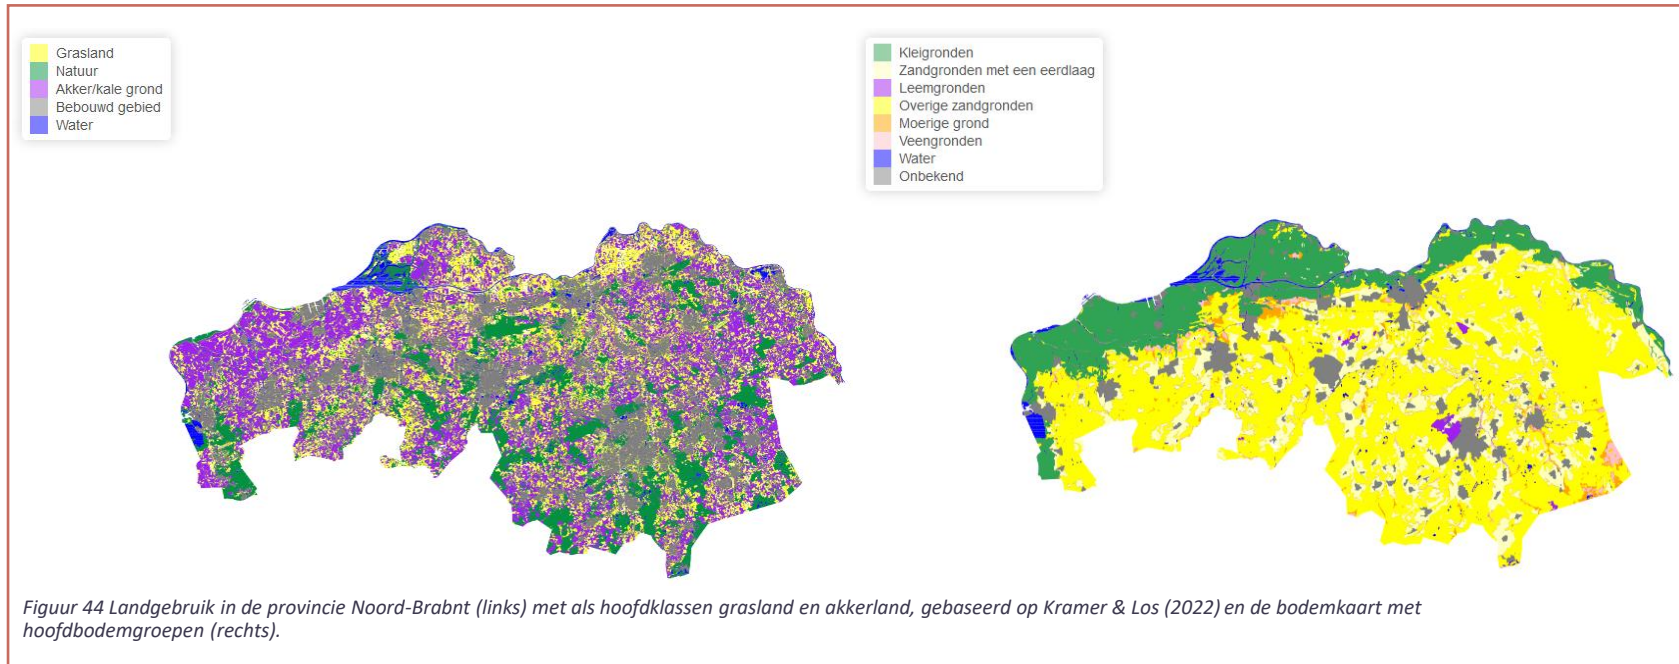 Grasland
Natuur
Akker/kale grond
Bebouwd gebied
Water
Kleigronden
Zandgronden met een eerdlaag
Leemgronden
Overige zandgronden
Moerige grond
Veengronden
Water
Onbekend
Figuur 44 Landgebruik in de provincie Noord-Brabnt (links) met als hoofdklassen grasland en akkerland, gebaseerd op Kramer & Los (2022) en de bodemkaart met
hoofdbodemgroepen (rechts).